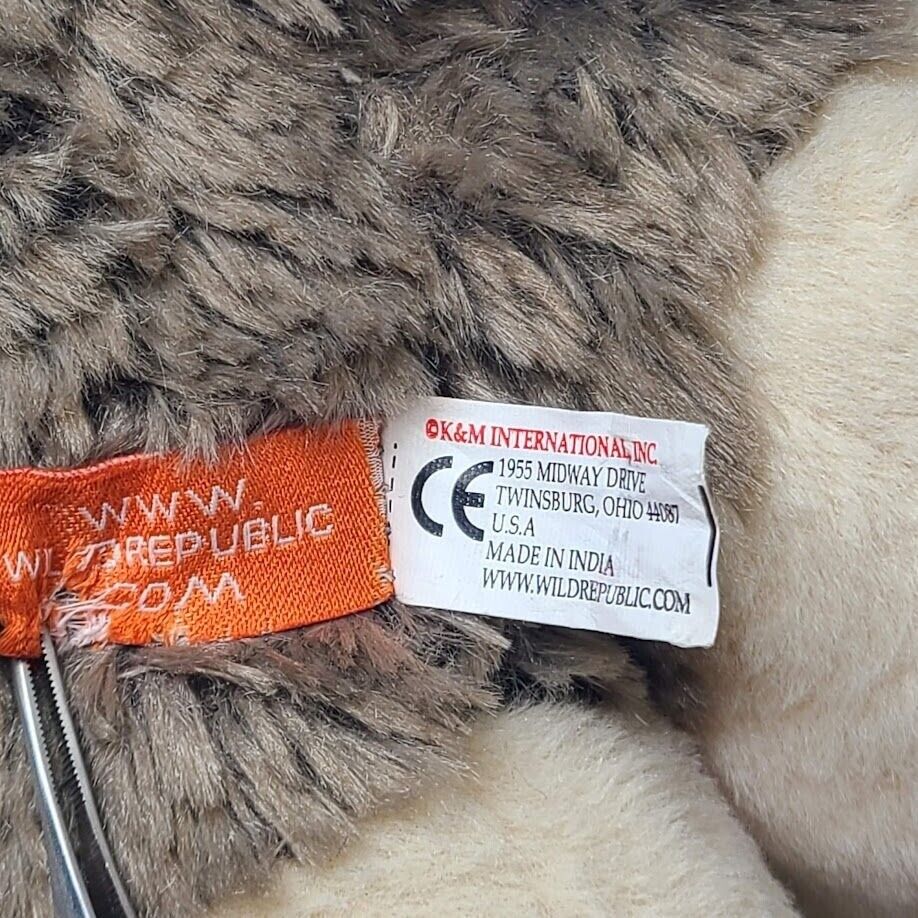 WWW.
WILDREPUBLIC
COM
©K&M INTERNATIONAL, INC.
CE
1955 MIDWAY DRIVE
TWINSBURG, OHIO 44087
U.S.A
MADE IN INDIA
WWW.WILDREPUBLIC.COM